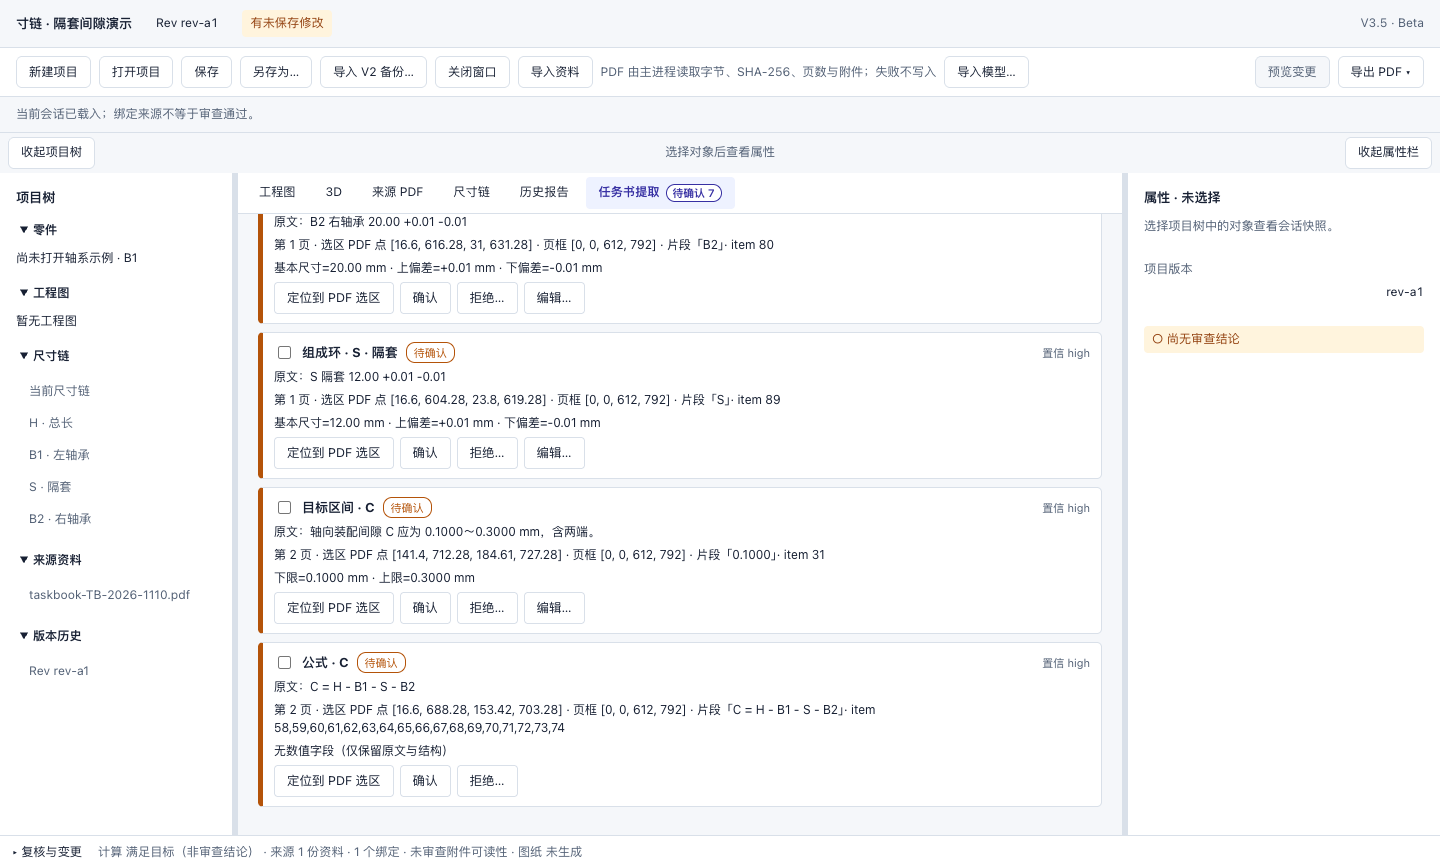 寸链 · 隔套间隙演示 Rev rev-a1 有未保存修改 V3.5 · Beta
新建项目 打开项目 保存 另存为... 导入 V2 备份... 关闭窗口 导入资料 PDF 由主进程读取字节、SHA-256、页数与附件；失败不写入 导入模型... 预览变更 导出 PDF ▾
当前会话已载入；绑定来源不等于审查通过。
收起项目树 选择对象后查看属性 收起属性栏
项目树
▼ 零件
尚未打开轴系示例 · B1
▼ 工程图
暂无工程图
▼ 尺寸链
当前尺寸链
H · 总长
B1 · 左轴承
S · 隔套
B2 · 右轴承
▼ 来源资料
taskbook-TB-2026-1110.pdf
▼ 版本历史
Rev rev-a1
工程图 3D 来源 PDF 尺寸链 历史报告 任务书提取 待确认 7
原文：B2 右轴承 20.00 +0.01 -0.01
第 1 页 · 选区 PDF 点 [16.6, 616.28, 31, 631.28] · 页框 [0, 0, 612, 792] · 片段「B2」· item 80
基本尺寸=20.00 mm · 上偏差=+0.01 mm · 下偏差=-0.01 mm
定位到 PDF 选区 确认 拒绝... 编辑...
组成环 · S · 隔套 待确认 置信 high
原文：S 隔套 12.00 +0.01 -0.01
第 1 页 · 选区 PDF 点 [16.6, 604.28, 23.8, 619.28] · 页框 [0, 0, 612, 792] · 片段「S」· item 89
基本尺寸=12.00 mm · 上偏差=+0.01 mm · 下偏差=-0.01 mm
定位到 PDF 选区 确认 拒绝... 编辑...
目标区间 · C 待确认 置信 high
原文：轴向装配间隙 C 应为 0.1000～0.3000 mm，含两端。
第 2 页 · 选区 PDF 点 [141.4, 712.28, 184.61, 727.28] · 页框 [0, 0, 612, 792] · 片段「0.1000」· item 31
下限=0.1000 mm · 上限=0.3000 mm
定位到 PDF 选区 确认 拒绝... 编辑...
公式 · C 待确认 置信 high
原文：C = H - B1 - S - B2
第 2 页 · 选区 PDF 点 [16.6, 688.28, 153.42, 703.28] · 页框 [0, 0, 612, 792] · 片段「C = H - B1 - S - B2」· item
58,59,60,61,62,63,64,65,66,67,68,69,70,71,72,73,74
无数值字段（仅保留原文与结构）
定位到 PDF 选区 确认 拒绝...
属性 · 未选择
选择项目树中的对象查看会话快照。
项目版本
rev-a1
尚无审查结论
▸ 复核与变更 计算 满足目标（非审查结论） · 来源 1 份资料 · 1 个绑定 · 未审查附件可读性 · 图纸 未生成